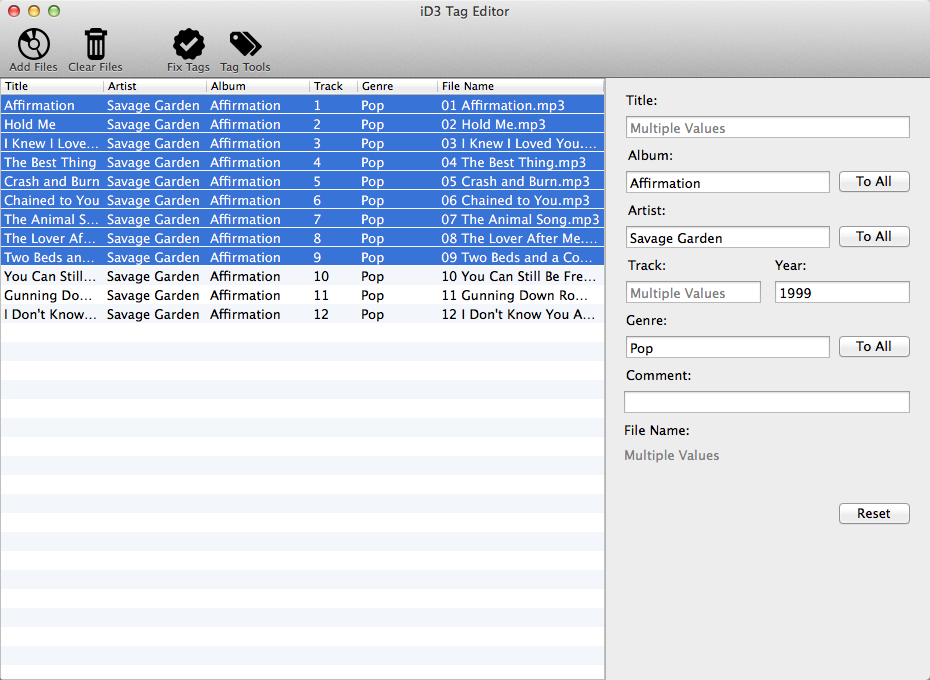 iD3 Tag Editor
Add Files Clear Files Fix Tags Tag Tools
Title Artist Album Track Genre File Name
Affirmation Savage Garden Affirmation 1 Pop 01 Affirmation.mp3
Hold Me Savage Garden Affirmation 2 Pop 02 Hold Me.mp3
I Knew I Love... Savage Garden Affirmation 3 Pop 03 I Knew I Loved You....
The Best Thing Savage Garden Affirmation 4 Pop 04 The Best Thing.mp3
Crash and Burn Savage Garden Affirmation 5 Pop 05 Crash and Burn.mp3
Chained to You Savage Garden Affirmation 6 Pop 06 Chained to You.mp3
The Animal S... Savage Garden Affirmation 7 Pop 07 The Animal Song.mp3
The Lover Af... Savage Garden Affirmation 8 Pop 08 The Lover After Me....
Two Beds an... Savage Garden Affirmation 9 Pop 09 Two Beds and a Co...
You Can Still... Savage Garden Affirmation 10 Pop 10 You Can Still Be Fre...
Gunning Do... Savage Garden Affirmation 11 Pop 11 Gunning Down Ro...
I Don't Know... Savage Garden Affirmation 12 Pop 12 I Don't Know You A...
Title:
Multiple Values
Album:
Affirmation To All
Artist:
Savage Garden To All
Track: Year:
Multiple Values 1999
Genre:
Pop To All
Comment:
File Name:
Multiple Values
Reset